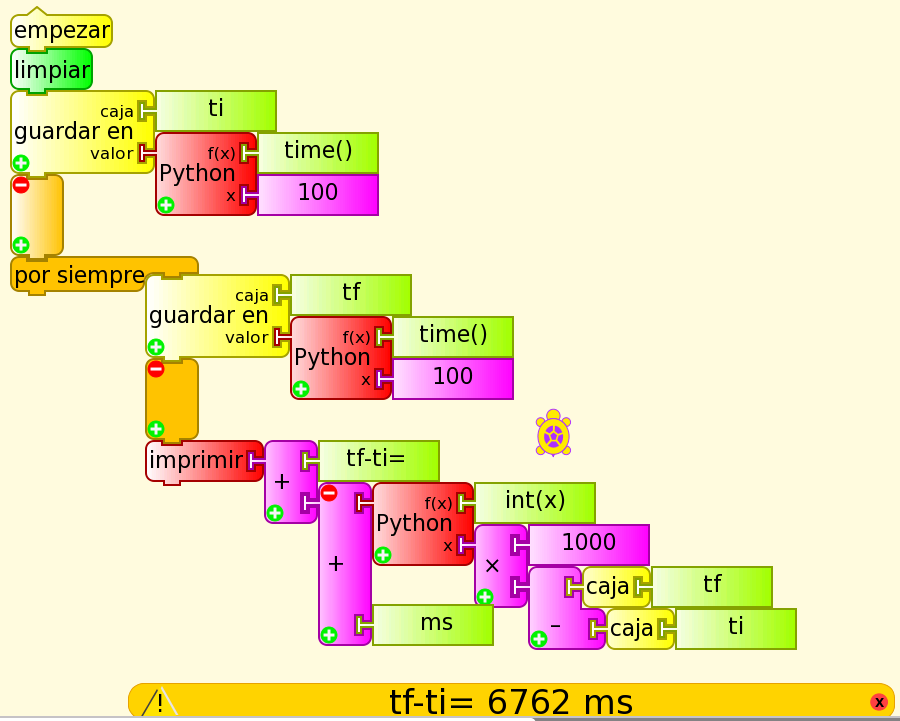 empezar
limpiar
caja ti
guardar en
valor f(x) time()
Python
x 100
por siempre
caja tf
guardar en
valor f(x) time()
Python
x 100
imprimir + tf-ti=
f(x) int(x)
Python
x 1000
×
+
caja tf
ms – caja ti
/!\ tf-ti= 6762 ms x